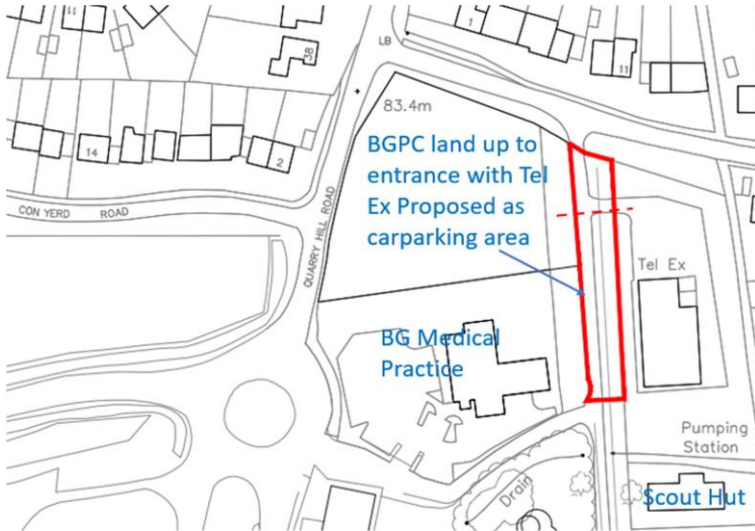 11
38
LB
1
11
83.4m
14
2
BGPC land up to
entrance with Tel
Ex Proposed as
carparking area
CON YERD ROAD
QUARRY HILL ROAD
Tel Ex
BG Medical
Practice
Pumping
Station
Drain
Scout Hut